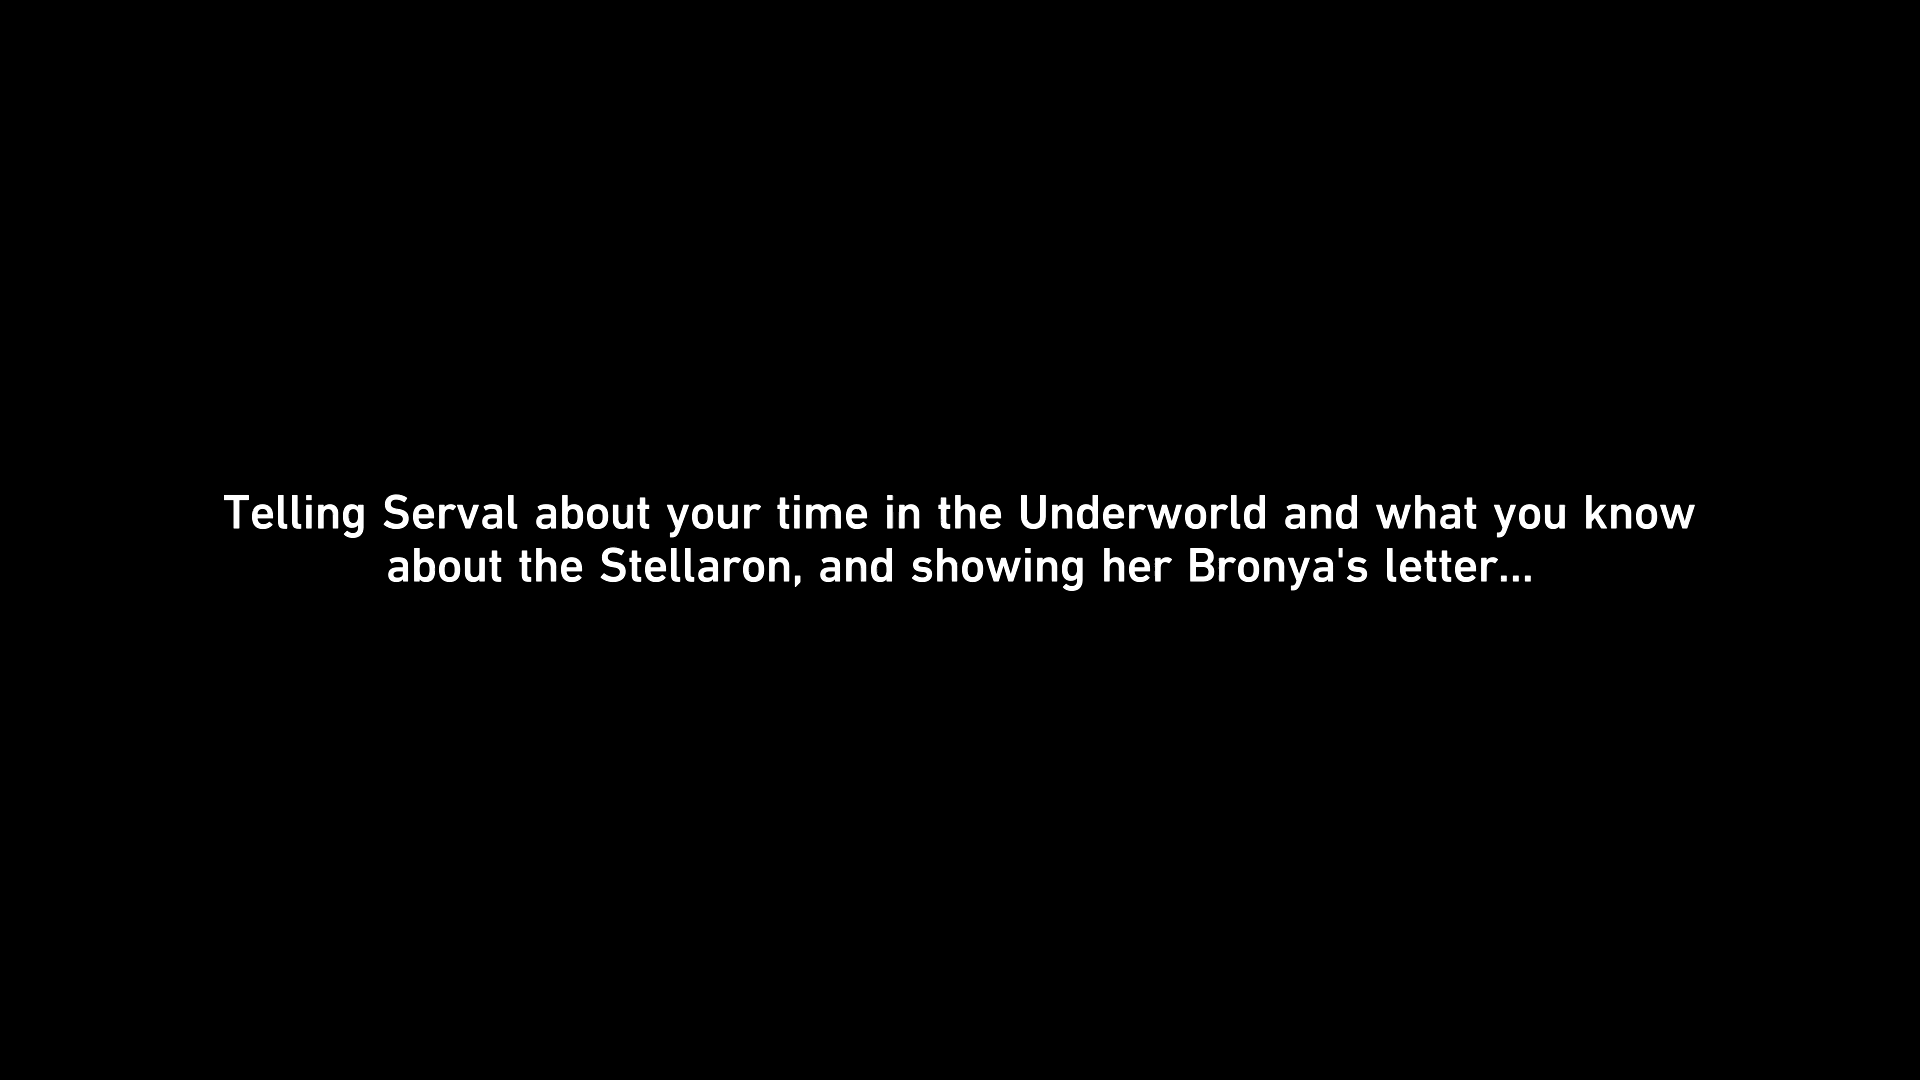 Telling Serval about your time in the Underworld and what you know
about the Stellaron, and showing her Bronya's letter...